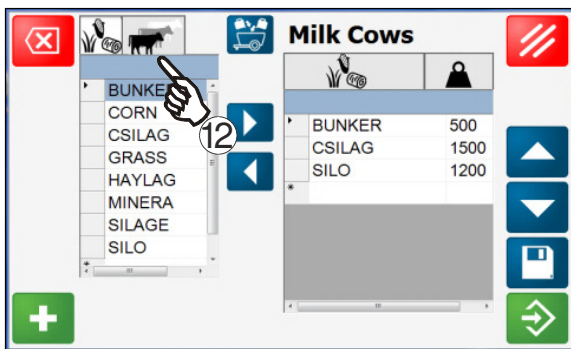 Milk Cows
BUNKER
CORN
CSILAG
GRASS
HAYLAG
MINERA
SILAGE
SILO
12
BUNKER 500
CSILAG 1500
SILO 1200